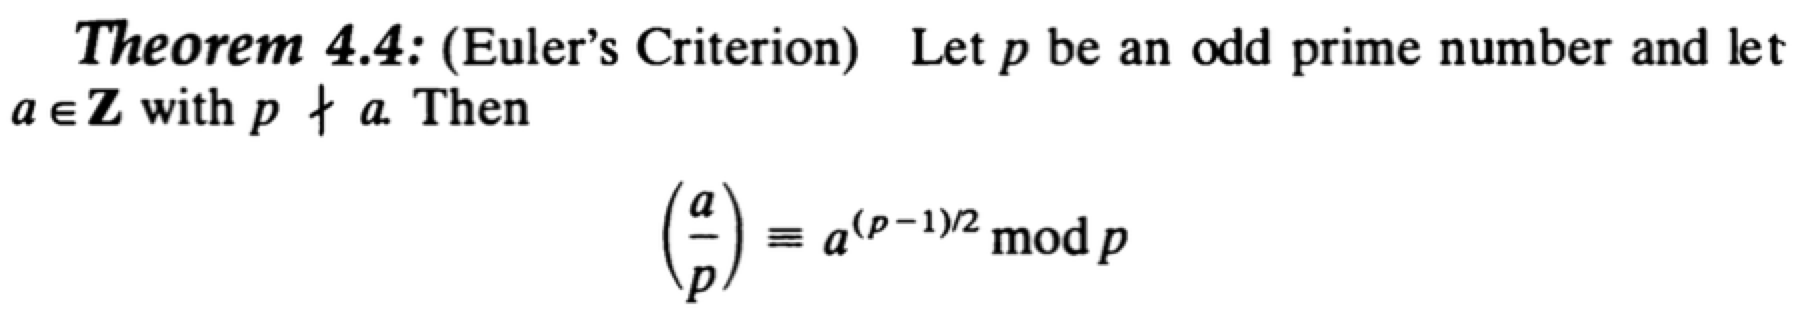 Theorem 4.4: (Euler's Criterion) Let p be an odd prime number and let
a ∈ Z with p ∤ a. Then
(a/p) ≡ a^(p−1)/2 mod p